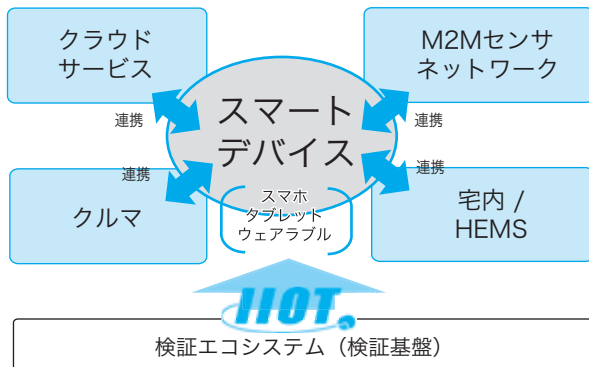 クラウド
サービス
M2Mセンサ
ネットワーク
連携
連携
スマート
デバイス
連携
連携
クルマ
スマホ
タブレット
ウェアラブル
宅内 /
HEMS
IIOT
検証エコシステム（検証基盤）